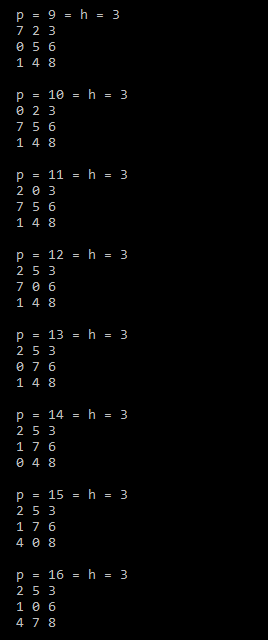 p = 9 = h = 3
7 2 3
0 5 6
1 4 8
p = 10 = h = 3
0 2 3
7 5 6
1 4 8
p = 11 = h = 3
2 0 3
7 5 6
1 4 8
p = 12 = h = 3
2 5 3
7 0 6
1 4 8
p = 13 = h = 3
2 5 3
0 7 6
1 4 8
p = 14 = h = 3
2 5 3
1 7 6
0 4 8
p = 15 = h = 3
2 5 3
1 7 6
4 0 8
p = 16 = h = 3
2 5 3
1 0 6
4 7 8